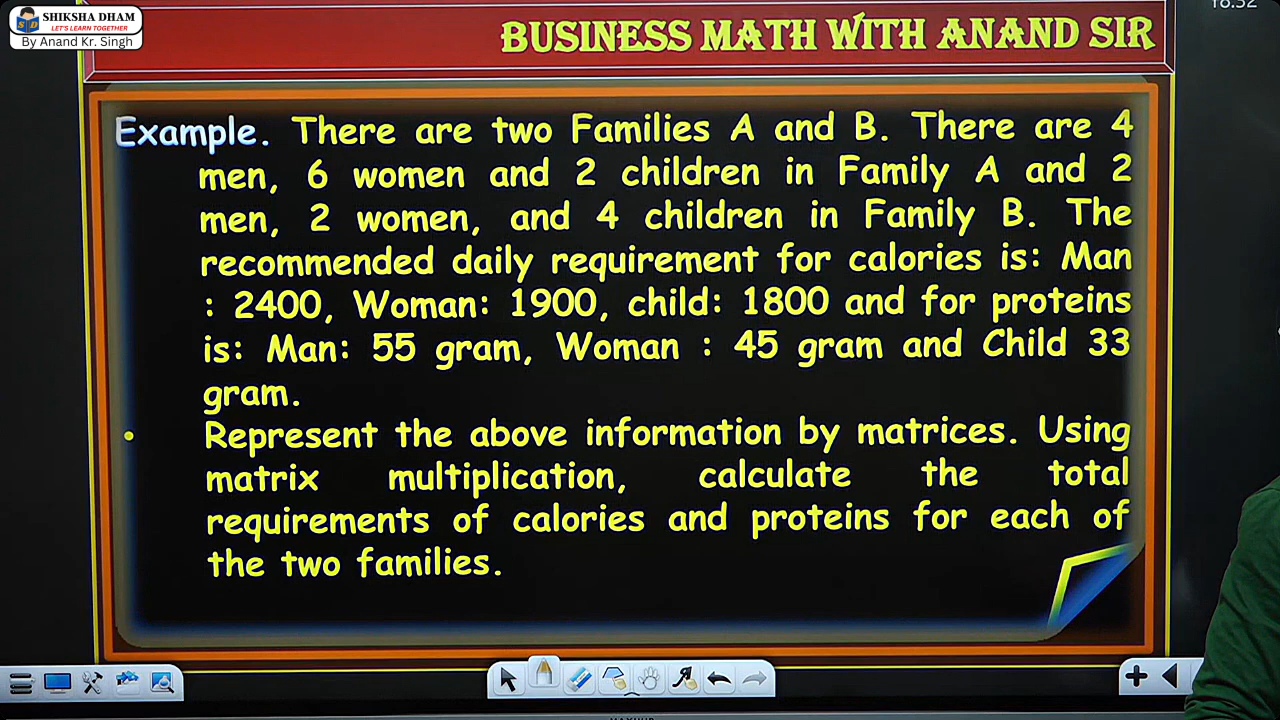 SHIKSHA DHAM
LET'S LEARN TOGETHER
By Anand Kr. Singh
BUSINESS MATH WITH ANAND SIR
Example. There are two Families A and B. There are 4
men, 6 women and 2 children in Family A and 2
men, 2 women, and 4 children in Family B. The
recommended daily requirement for calories is: Man
: 2400, Woman: 1900, child: 1800 and for proteins
is: Man: 55 gram, Woman : 45 gram and Child 33
gram.
• Represent the above information by matrices. Using
matrix multiplication, calculate the total
requirements of calories and proteins for each of
the two families.